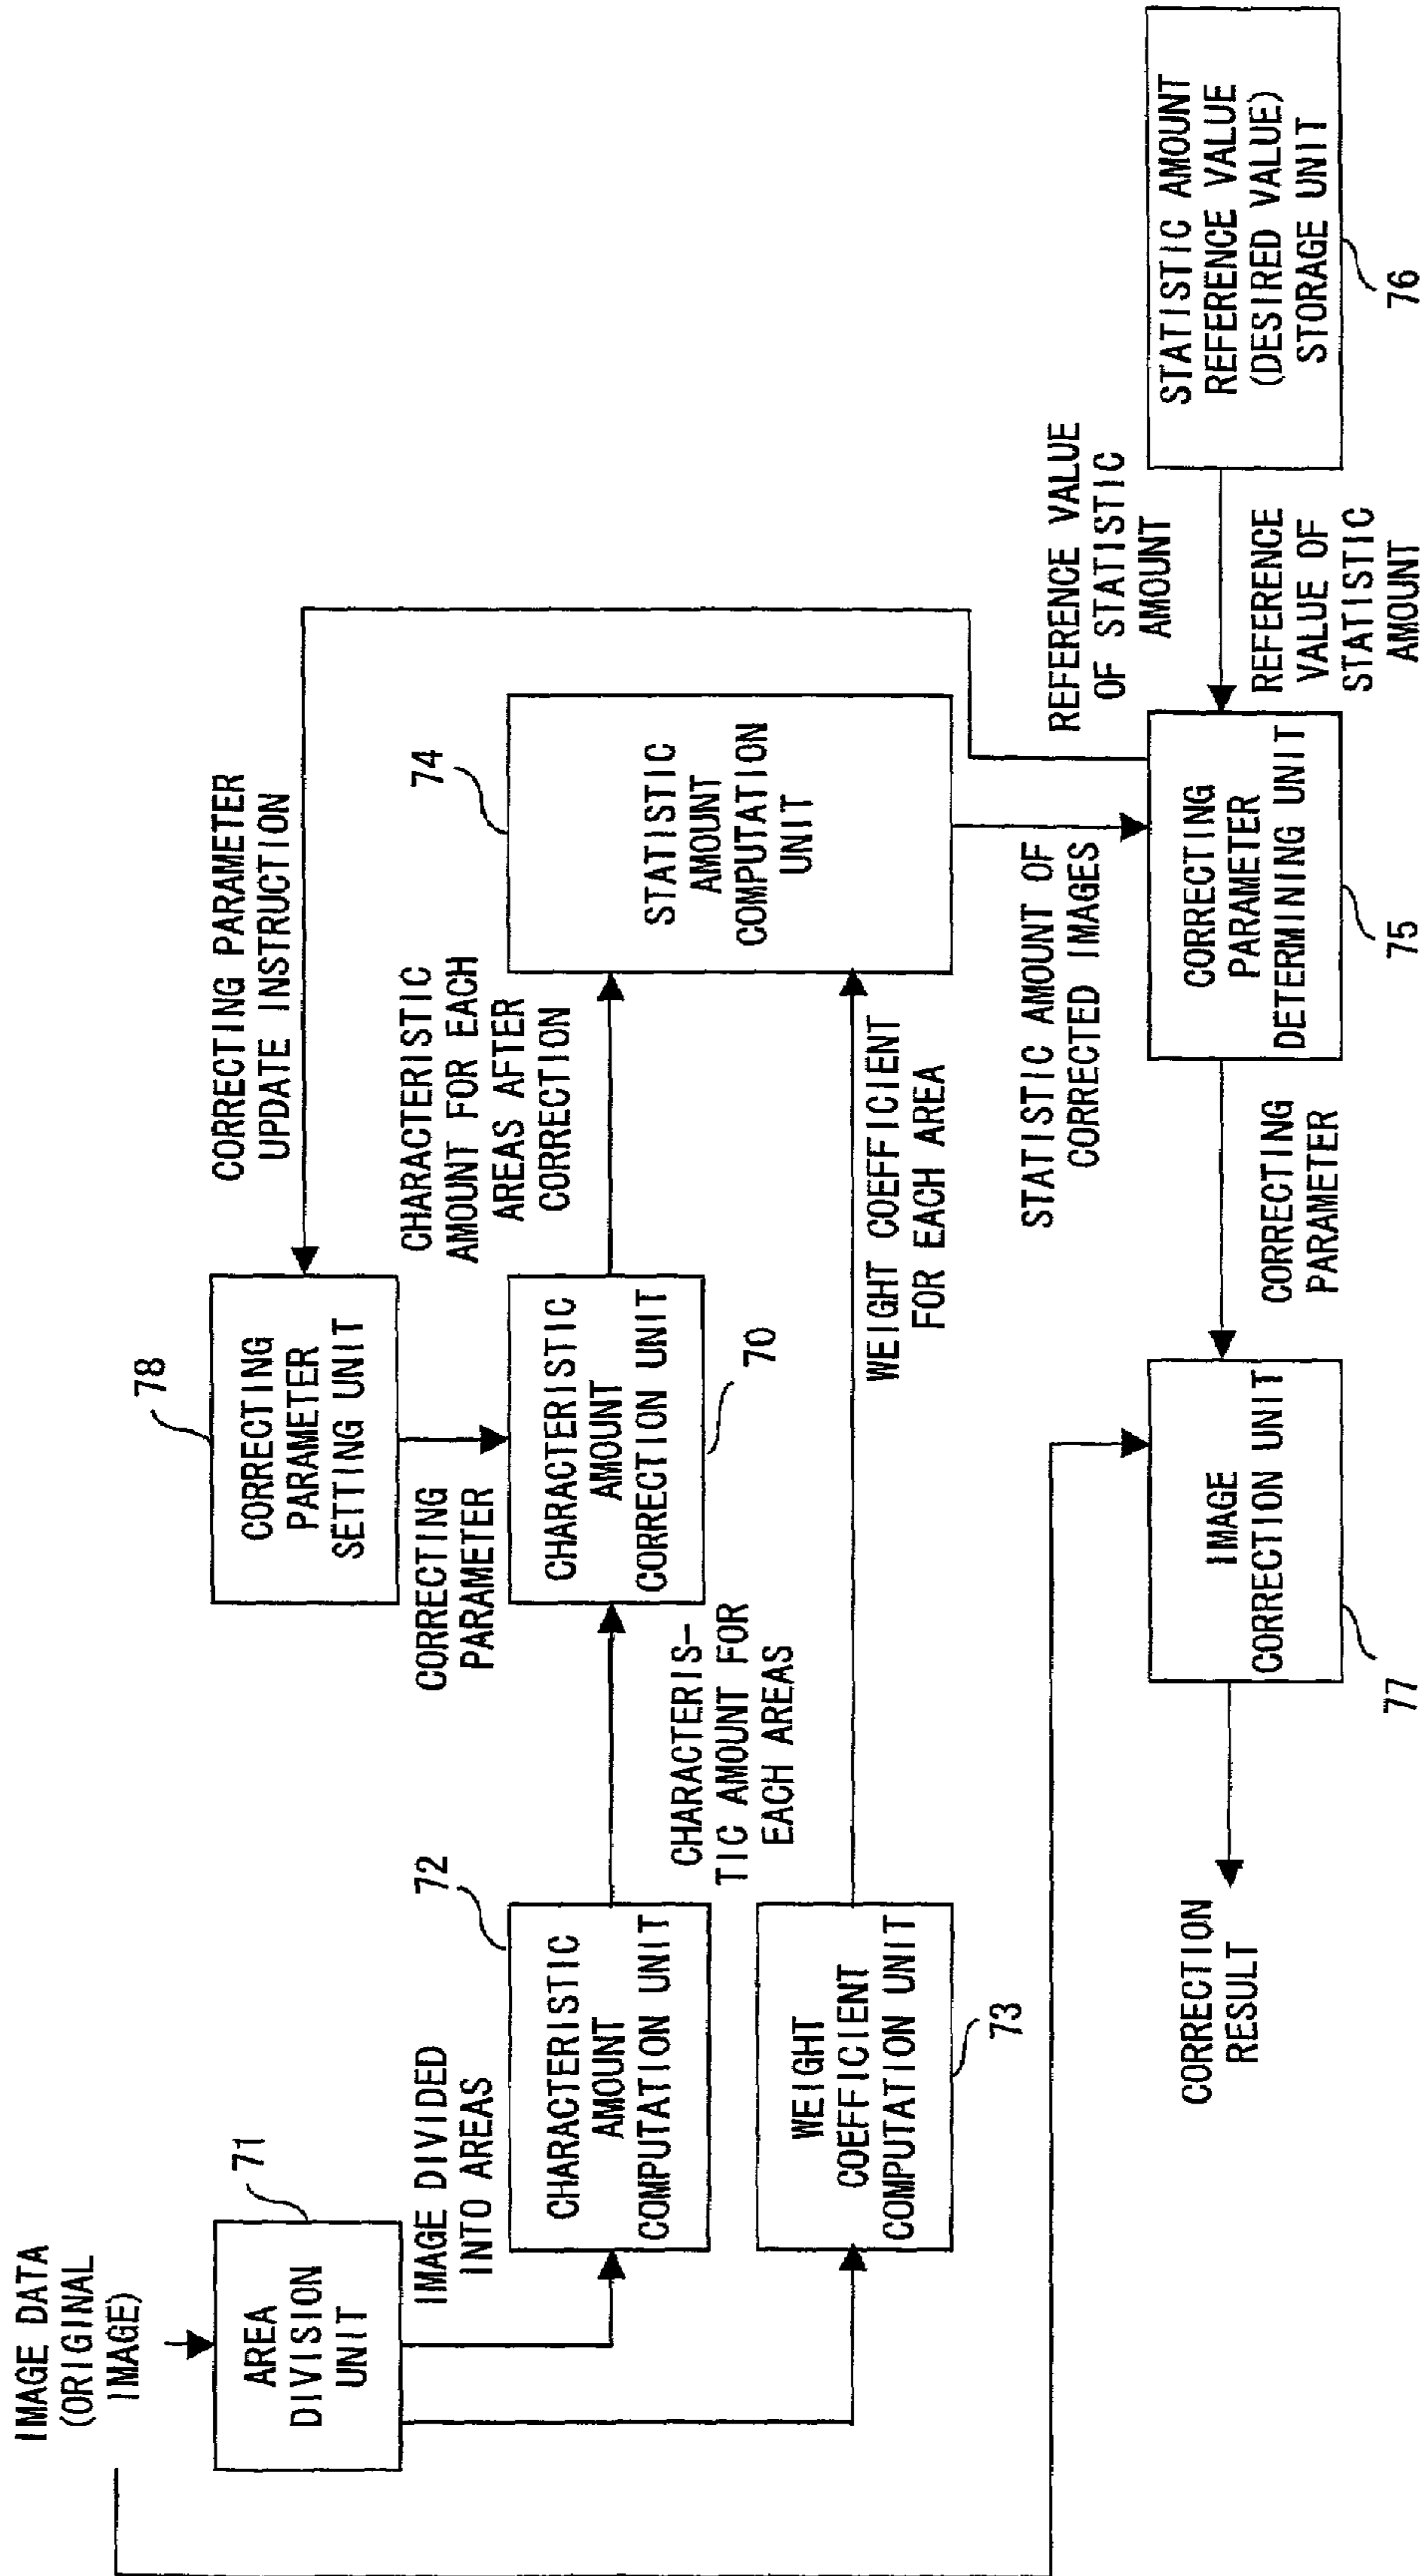 IMAGE DATA
(ORIGINAL
IMAGE)
71
AREA
DIVISION
UNIT
IMAGE DIVIDED
INTO AREAS
72
CHARACTERISTIC
AMOUNT
COMPUTATION UNIT
WEIGHT
COEFFICIENT
COMPUTATION UNIT
73
CHARACTERIS-
TIC AMOUNT FOR
EACH AREAS
78
CORRECTING
PARAMETER
SETTING UNIT
CORRECTING
PARAMETER
CHARACTERISTIC
AMOUNT
CORRECTION UNIT
70
CORRECTING PARAMETER
UPDATE INSTRUCTION
CHARACTERISTIC
AMOUNT FOR EACH
AREAS AFTER
CORRECTION
WEIGHT COEFFICIENT
FOR EACH AREA
74
STATISTIC
AMOUNT
COMPUTATION
UNIT
STATISTIC AMOUNT OF
CORRECTED IMAGES
REFERENCE VALUE
OF STATISTIC
AMOUNT
CORRECTION
RESULT
IMAGE
CORRECTION UNIT
77
CORRECTING
PARAMETER
CORRECTING
PARAMETER
DETERMINING UNIT
75
REFERENCE
VALUE OF
STATISTIC
AMOUNT
STATISTIC AMOUNT
REFERENCE VALUE
(DESIRED VALUE)
STORAGE UNIT
76